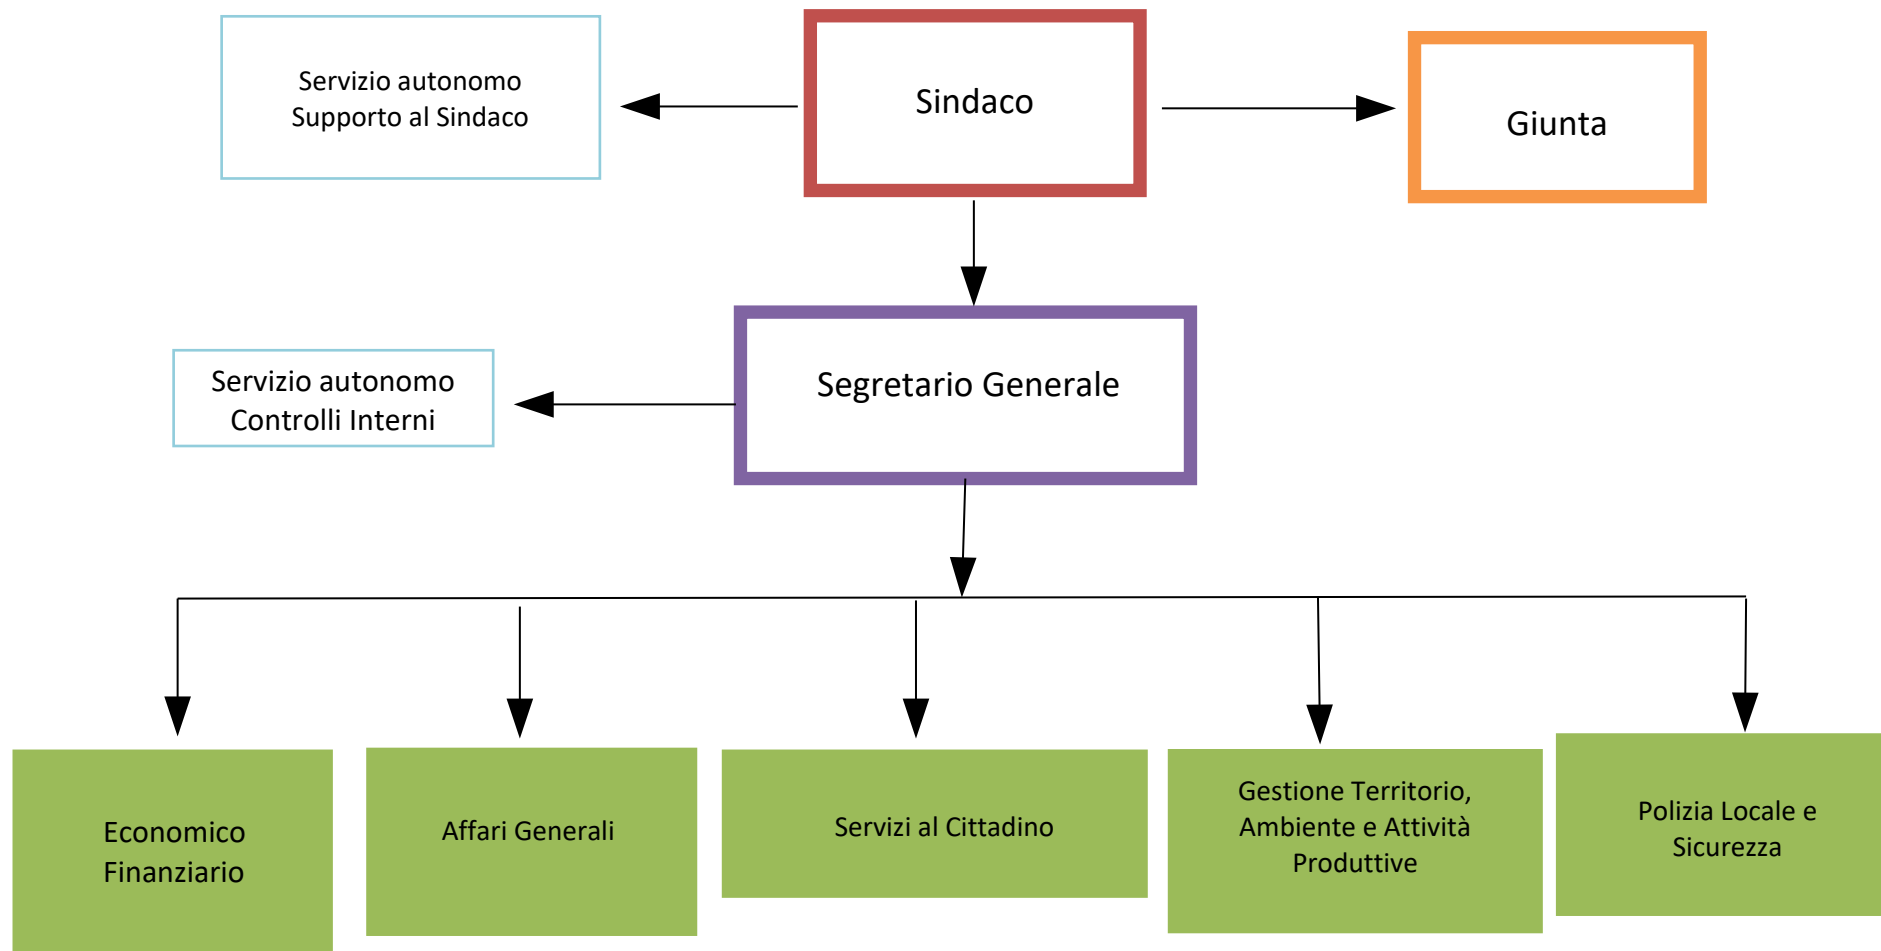 Servizio autonomo
Supporto al Sindaco
Sindaco
Giunta
Servizio autonomo
Controlli Interni
Segretario Generale
Economico
Finanziario
Affari Generali
Servizi al Cittadino
Gestione Territorio,
Ambiente e Attività
Produttive
Polizia Locale e
Sicurezza